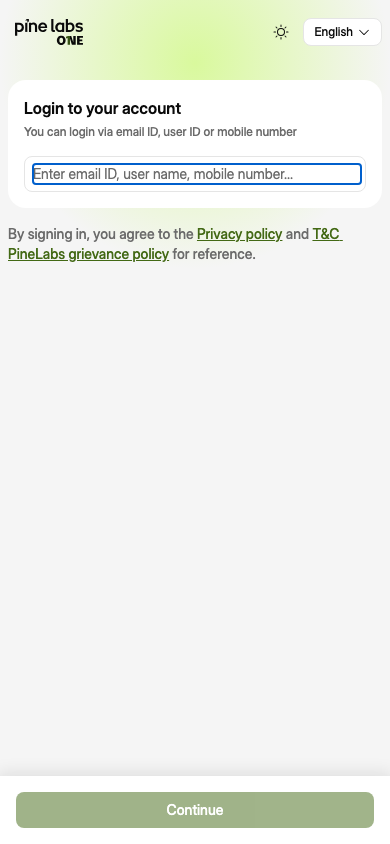 pine labs
ONE
English
Login to your account
You can login via email ID, user ID or mobile number
Enter email ID, user name, mobile number...
By signing in, you agree to the Privacy policy and T&C
PineLabs grievance policy for reference.
Continue